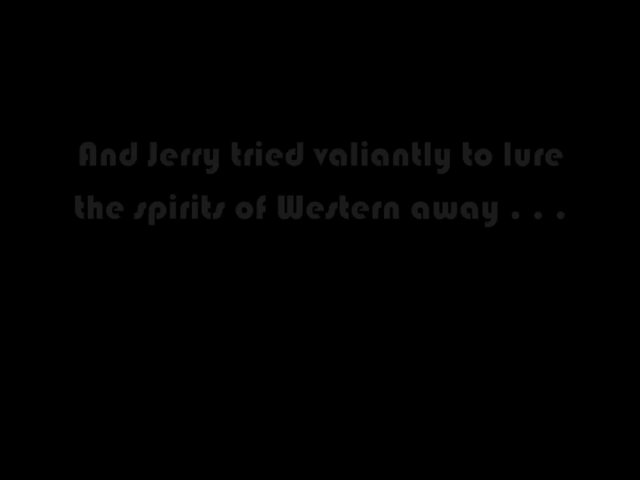 And Jerry tried valiantly to lure
the spirits of Western away . . .